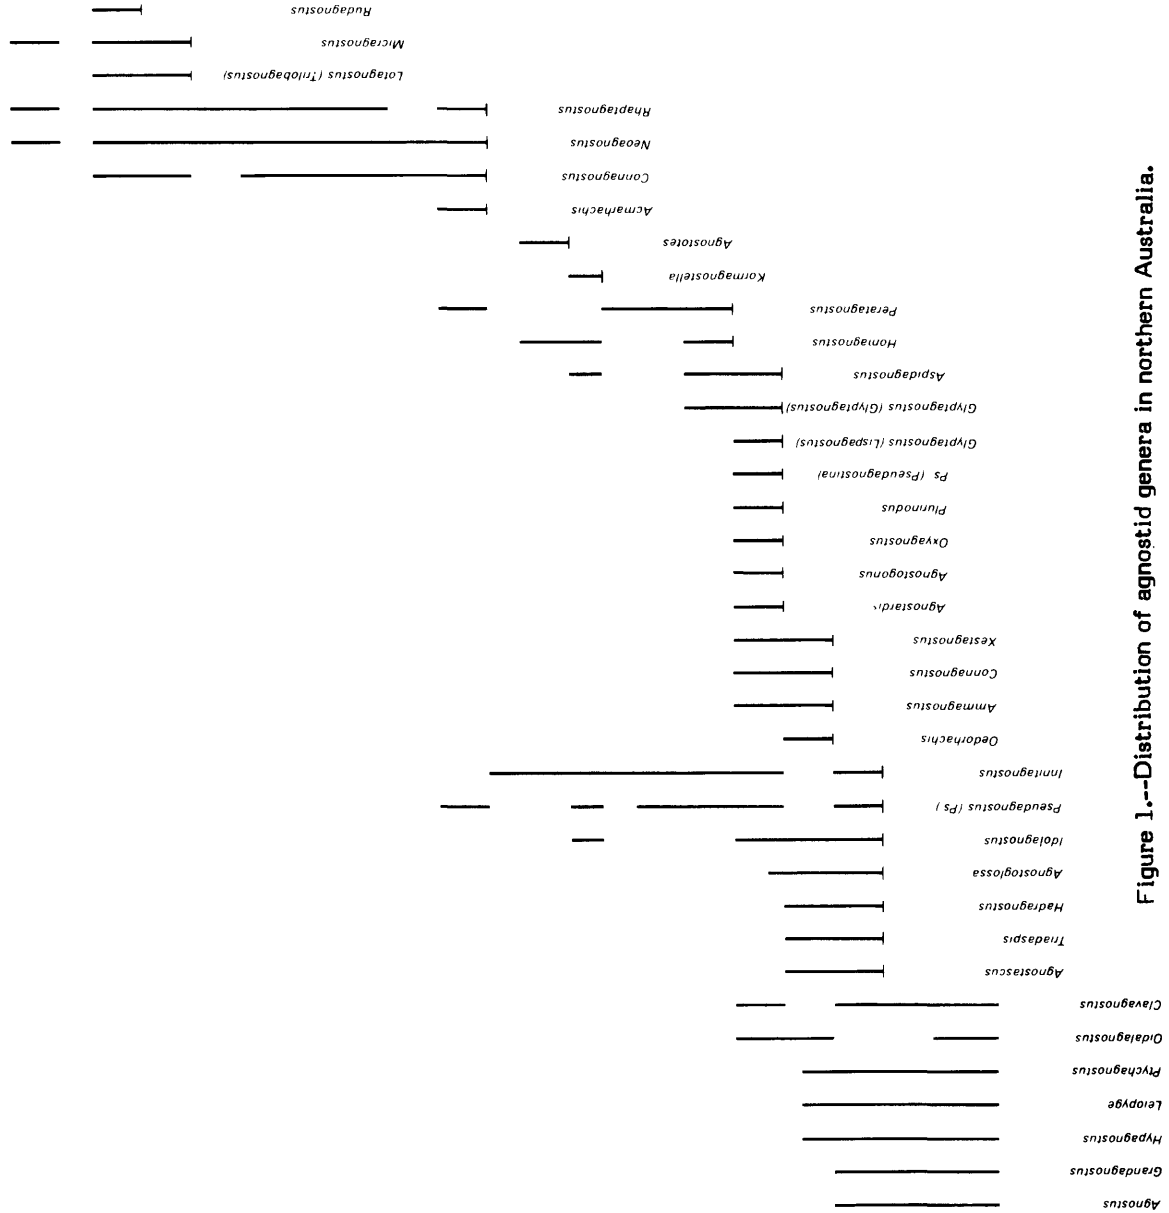 Agnostus
Grandagnostus
Hypagnostus
Leiopyge
Ptychagnostus
Oidalagnostus
Clavagnostus
Agnostascus
Triadaspis
Hadragnostus
Agnostoglossa
Idolagnostus
Pseudagnostus (Ps )
Innitagnostus
Oedorhachis
Ammagnostus
Connagnostus
Xestagnostus
Agnostardis
Agnostogonus
Oxyagnostus
Plurinodus
Ps (Pseudagnostina)
Glyptagnostus (Lispagnostus)
Glyptagnostus (Glyptagnostus)
Aspidagnostus
Homagnostus
Peratagnostus
Kormagnostella
Agnostotes
Acmarhachis
Connagnostus
Neoagnostus
Rhaptagnostus
Lotagnostus (Trilobagnostus)
Micragnostus
Rudagnostus
Figure 1.--Distribution of agnostid genera in northern Australia.